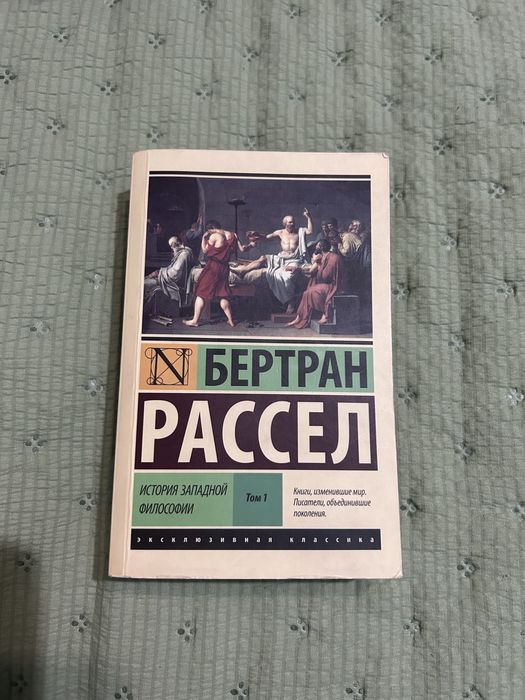 N
БЕРТРАН
РАССЕЛ
ИСТОРИЯ ЗАПАДНОЙ
ФИЛОСОФИИ
Том 1
Книги, изменившие мир.
Писатели, объединившие
поколения.
эксклюзивная классика